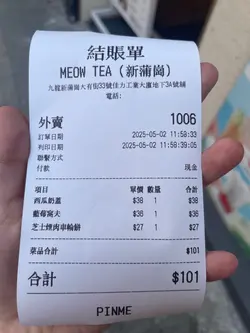 結賬單
MEOW TEA (新蒲崗)
九龍新蒲崗大有街33號佳力工業大廈地下3A號舖
電話:
外賣 1006
訂單日期 2025-05-02 11:58:33
列印日期 2025-05-02 11:58:39:05
聯繫方式
付款 現金
項目 單價 數量 合計
西瓜奶蓋 $38 1 $38
藍莓窩夫 $36 1 $36
芝士煙肉車輪餅 $27 1 $27
菜品合計 $101
合計 $101
PINME